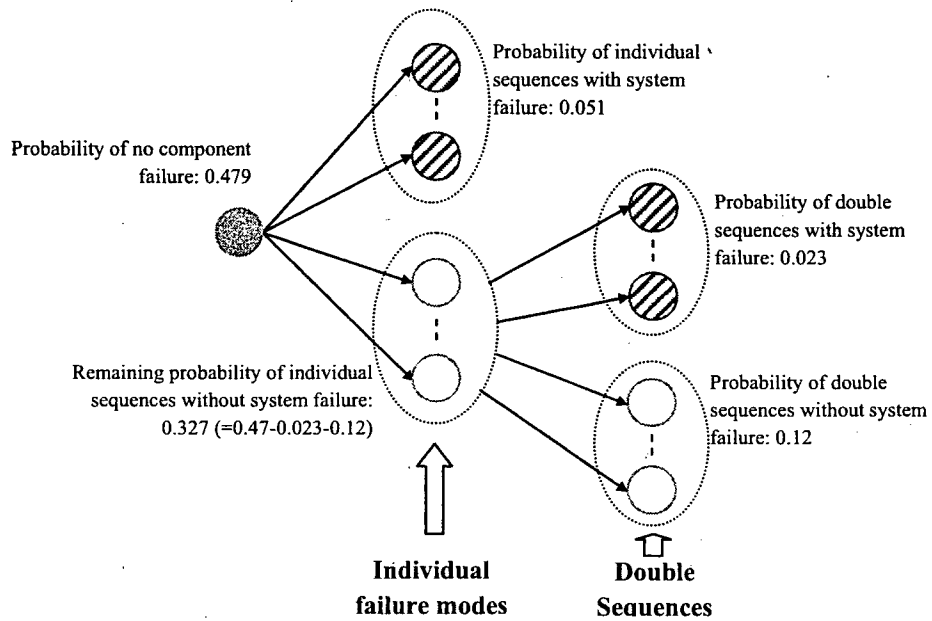 Probability of individual
sequences with system
failure: 0.051
Probability of no component
failure: 0.479
Probability of double
sequences with system
failure: 0.023
Remaining probability of individual
sequences without system failure:
0.327 (=0.47-0.023-0.12)
Probability of double
sequences without system
failure: 0.12
Individual
failure modes
Double
Sequences